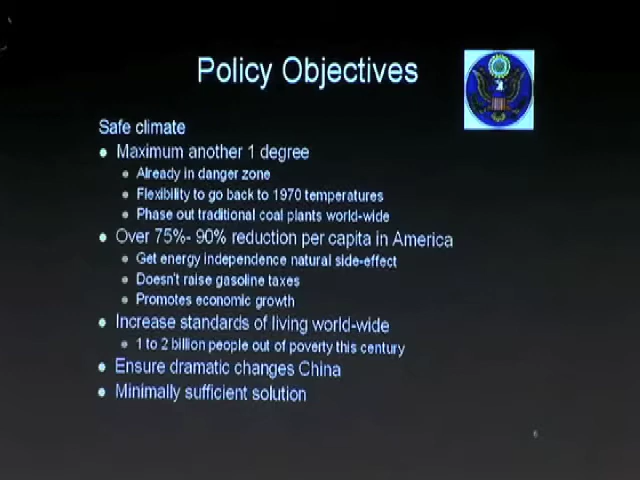 Policy Objectives
Safe climate
• Maximum another 1 degree
• Already in danger zone
• Flexibility to go back to 1970 temperatures
• Phase out traditional coal plants world-wide
• Over 75%- 90% reduction per capita in America
• Get energy independence natural side-effect
• Doesn't raise gasoline taxes
• Promotes economic growth
• Increase standards of living world-wide
• 1 to 2 billion people out of poverty this century
• Ensure dramatic changes China
• Minimally sufficient solution